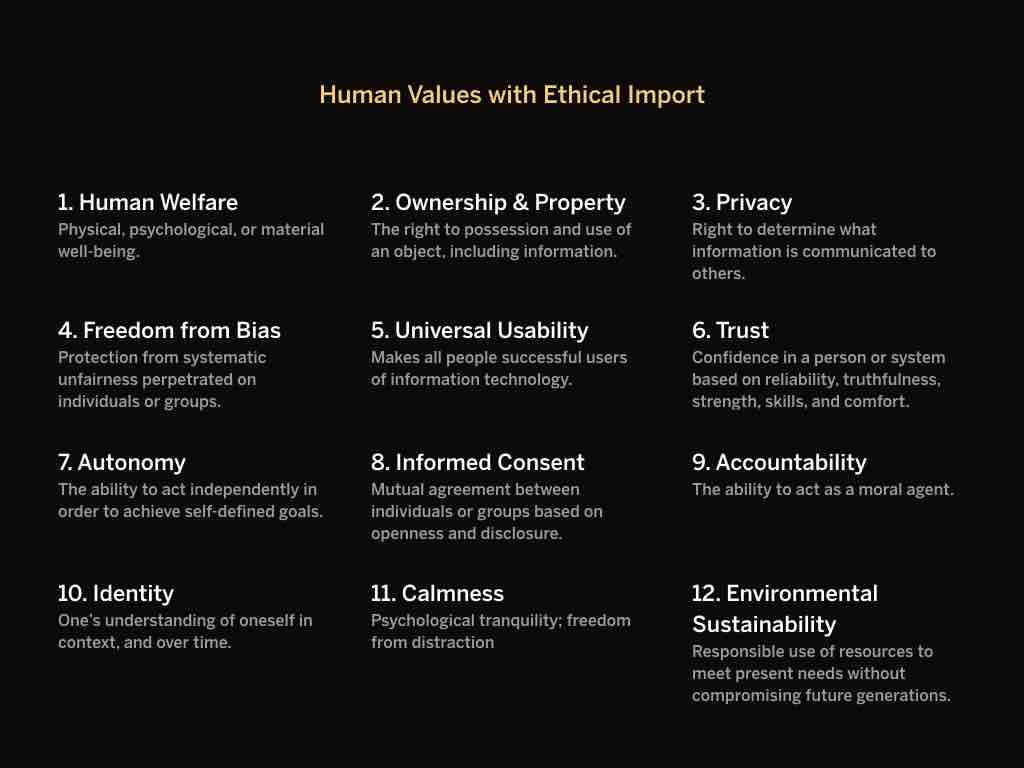 Human Values with Ethical Import
1. Human Welfare
Physical, psychological, or material
well-being.
2. Ownership & Property
The right to possession and use of
an object, including information.
3. Privacy
Right to determine what
information is communicated to
others.
4. Freedom from Bias
Protection from systematic
unfairness perpetrated on
individuals or groups.
5. Universal Usability
Makes all people successful users
of information technology.
6. Trust
Confidence in a person or system
based on reliability, truthfulness,
strength, skills, and comfort.
7. Autonomy
The ability to act independently in
order to achieve self-defined goals.
8. Informed Consent
Mutual agreement between
individuals or groups based on
openness and disclosure.
9. Accountability
The ability to act as a moral agent.
10. Identity
One's understanding of oneself in
context, and over time.
11. Calmness
Psychological tranquility; freedom
from distraction
12. Environmental
Sustainability
Responsible use of resources to
meet present needs without
compromising future generations.